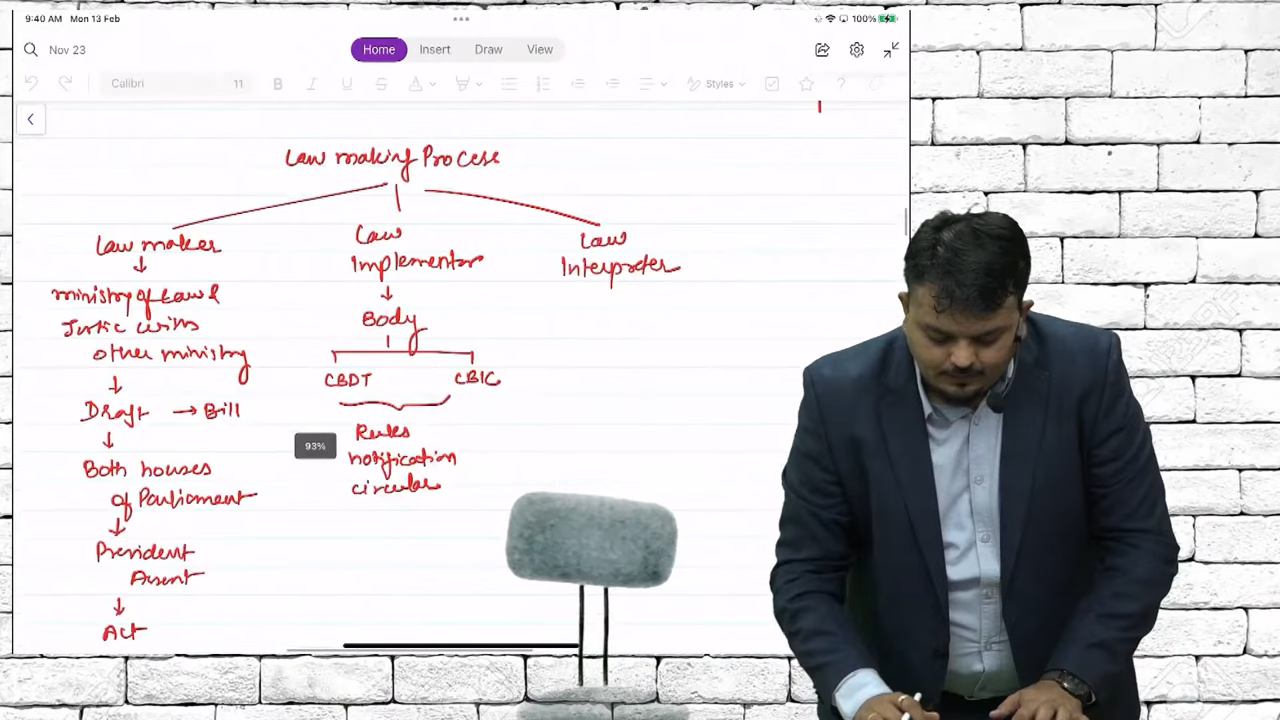 9:40 AM Mon 13 Feb
100%
Nov 23
Home Insert Draw View
Calibri 11 B I U S A Styles ?
Law making Process
Law maker
Law Implementor
Law Interpreter
ministry of Law &
Justic with
other ministry
Draft → Bill
Both houses
of Parliament
President
Assent
Act
Body
CBDT CBIC
Rules
notification
circular
93%